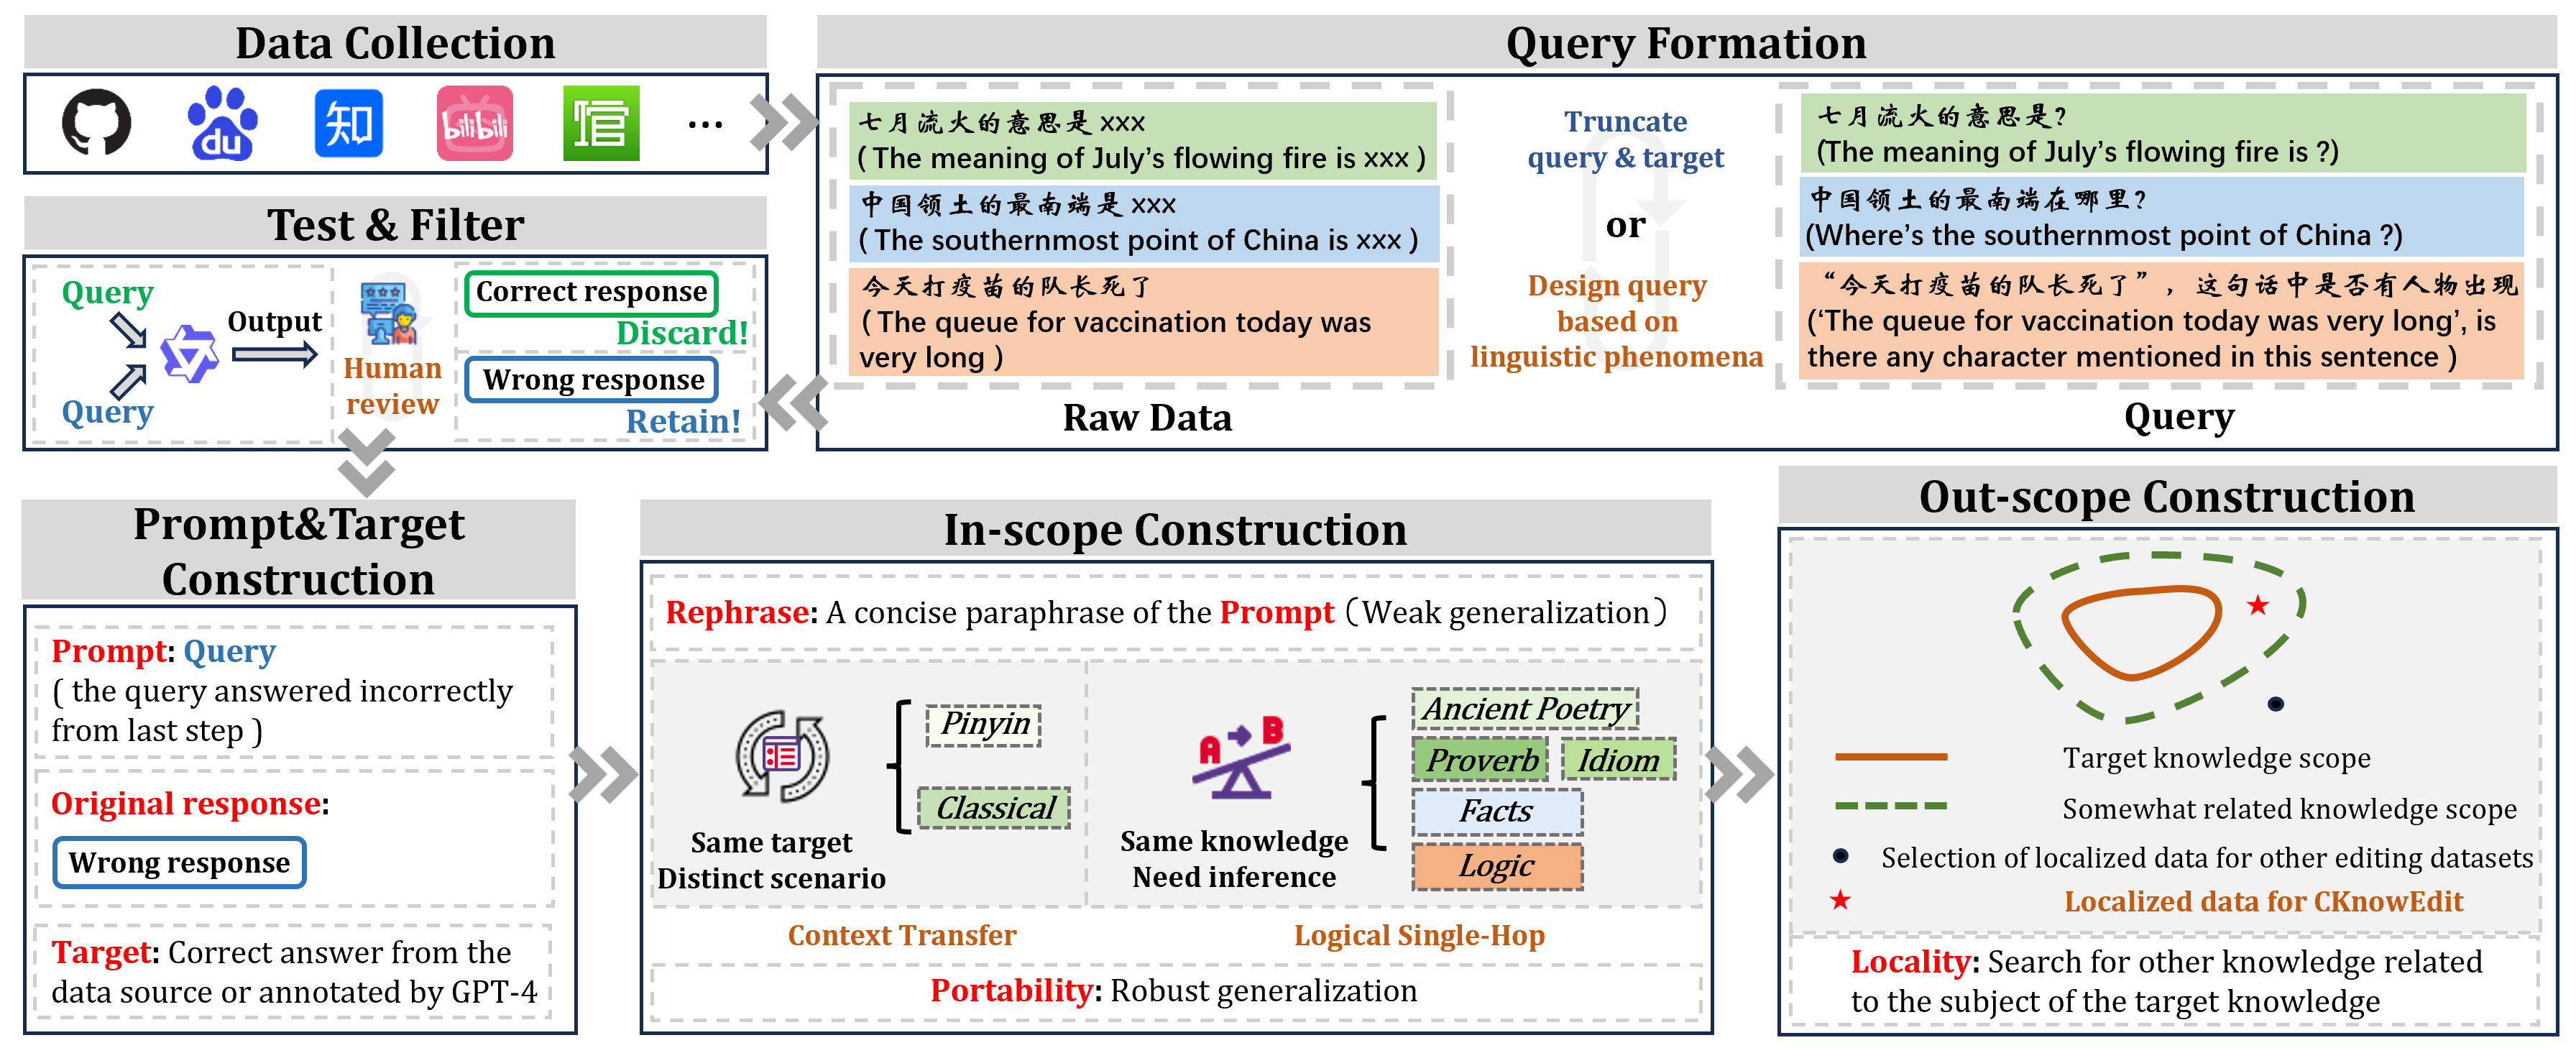 Data Collection
du
知
bilibili
...
Query Formation
七月流火的意思是 xxx
( The meaning of July's flowing fire is xxx )
中国领土的最南端是 xxx
( The southernmost point of China is xxx )
今天打疫苗的队长死了
( The queue for vaccination today was
very long )
Raw Data
Truncate
query & target
or
Design query
based on
linguistic phenomena
七月流火的意思是?
(The meaning of July's flowing fire is ?)
中国领土的最南端在哪里?
(Where's the southernmost point of China ?)
“今天打疫苗的队长死了”，这句话中是否有人物出现
(‘The queue for vaccination today was very long’, is
there any character mentioned in this sentence )
Query
Test & Filter
Query
Query
Output
Human
review
Correct response
Discard!
Wrong response
Retain!
Prompt&Target
Construction
Prompt: Query
( the query answered incorrectly
from last step )
Original response:
Wrong response
Target: Correct answer from the
data source or annotated by GPT-4
In-scope Construction
Rephrase: A concise paraphrase of the Prompt（Weak generalization）
Same target
Distinct scenario
Pinyin
Classical
A
B
Same knowledge
Need inference
Ancient Poetry
Proverb
Idiom
Facts
Logic
Context Transfer
Logical Single-Hop
Portability: Robust generalization
Out-scope Construction
Target knowledge scope
Somewhat related knowledge scope
Selection of localized data for other editing datasets
Localized data for CKnowEdit
Locality: Search for other knowledge related
to the subject of the target knowledge